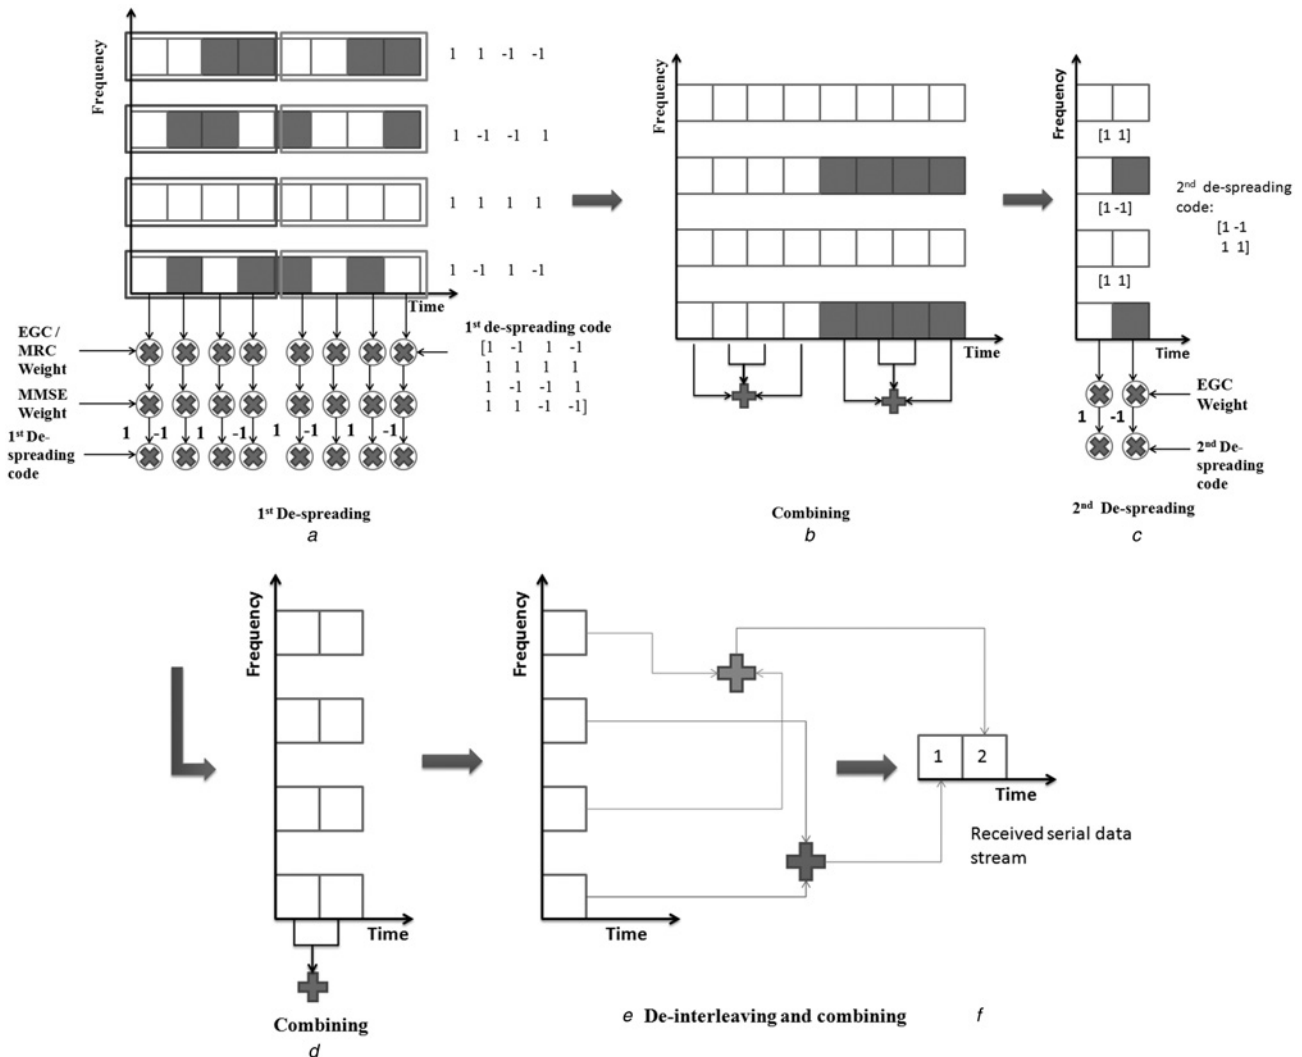 Frequency
1 1 -1 -1
1 -1 -1 1
1 1 1 1
1 -1 1 -1
Time
EGC /
MRC
Weight
MMSE
Weight
1st De-
spreading
code
1 -1 1 -1 1 -1 1 -1
1st de-spreading code
[1 -1 1 -1
1 1 1 1
1 -1 -1 1
1 1 -1 -1]
1st De-spreading
a
Frequency
Time
Combining
b
Frequency
[1 1]
[1 -1]
[1 1]
Time
2nd de-spreading
code:
[1 -1
1 1]
EGC
Weight
1 -1
2nd De-
spreading
code
2nd De-spreading
c
Frequency
Time
Combining
d
Frequency
Time
1 2
Time
Received serial data
stream
e De-interleaving and combining f